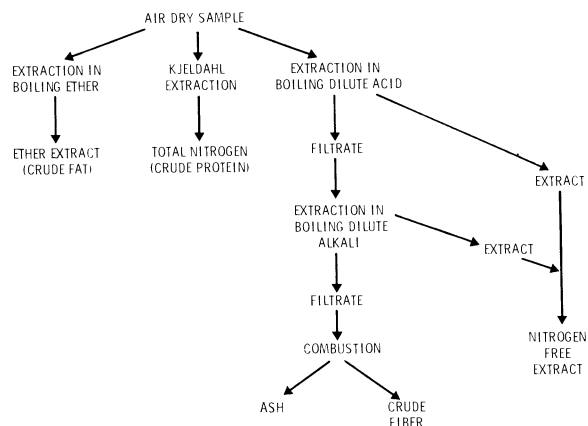 AIR DRY SAMPLE
EXTRACTION IN
BOILING ETHER
KJELDAHL
EXTRACTION
EXTRACTION IN
BOILING DILUTE ACID
ETHER EXTRACT
(CRUDE FAT)
TOTAL NITROGEN
(CRUDE PROTEIN)
FILTRATE
EXTRACT
EXTRACTION IN
BOILING DILUTE
ALKALI
EXTRACT
FILTRATE
NITROGEN
FREE
EXTRACT
COMBUSTION
ASH
CRUDE
FIBER